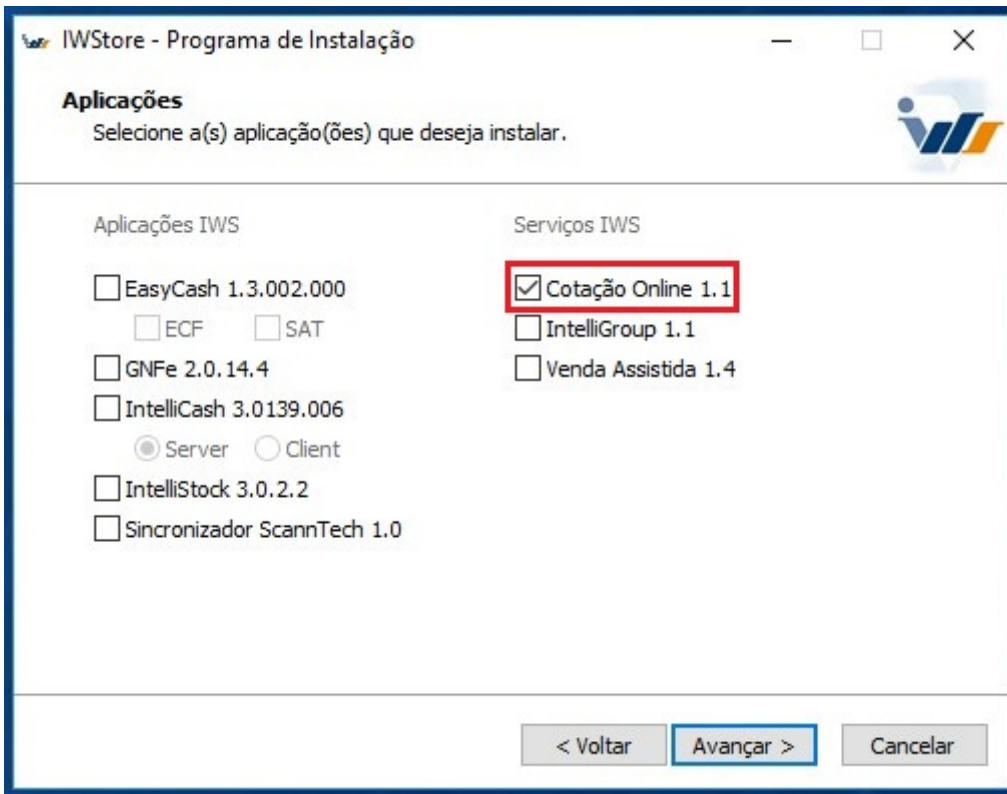 IWStore - Programa de Instalação
Aplicações
Selecione a(s) aplicação(ões) que deseja instalar.
iws
Aplicações IWS
EasyCash 1.3.002.000
ECF SAT
GNFe 2.0.14.4
IntelliCash 3.0139.006
Server Client
IntelliStock 3.0.2.2
Sincronizador ScannTech 1.0
Serviços IWS
Cotação Online 1.1
IntelliGroup 1.1
Venda Assistida 1.4
< Voltar Avançar > Cancelar